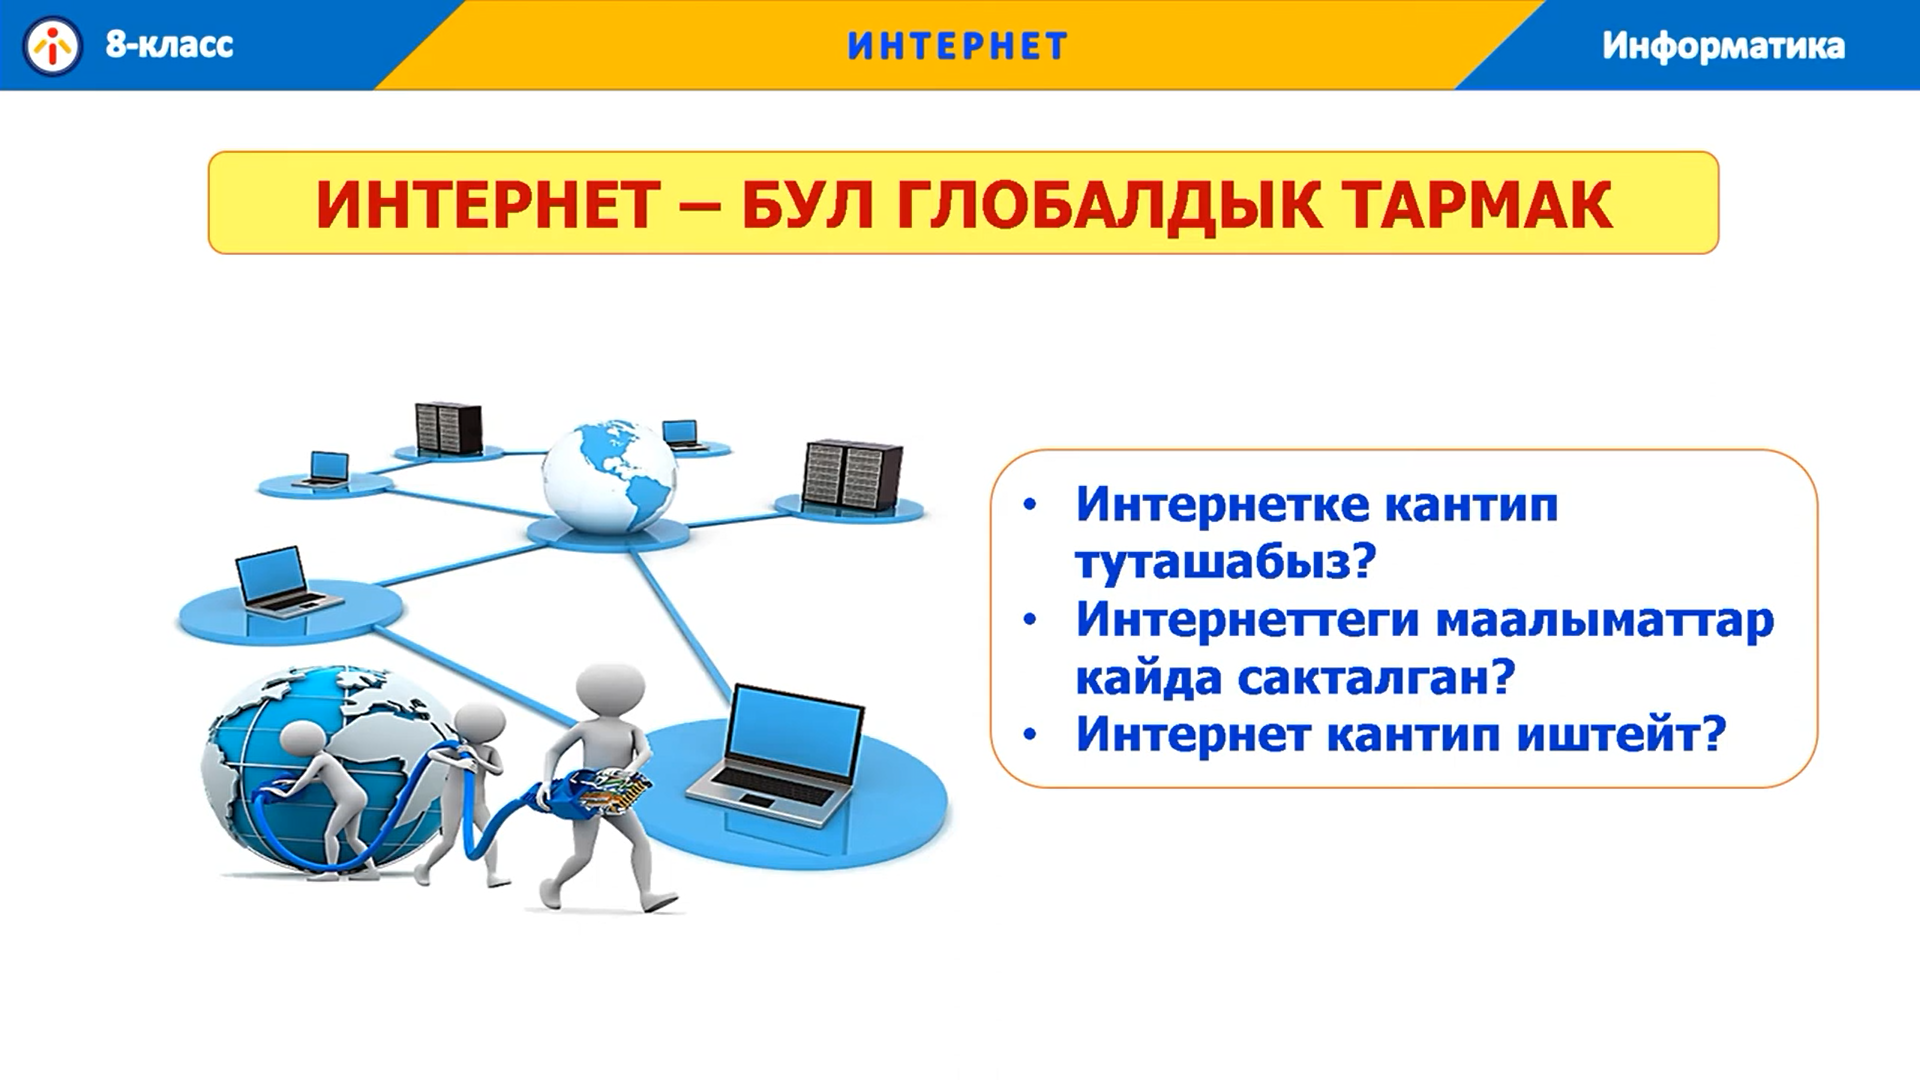 8-класс
ИНТЕРНЕТ
Информатика
ИНТЕРНЕТ – БУЛ ГЛОБАЛДЫК ТАРМАК
• Интернетке кантип
туташабыз?
• Интернеттеги маалыматтар
кайда сакталган?
• Интернет кантип иштейт?